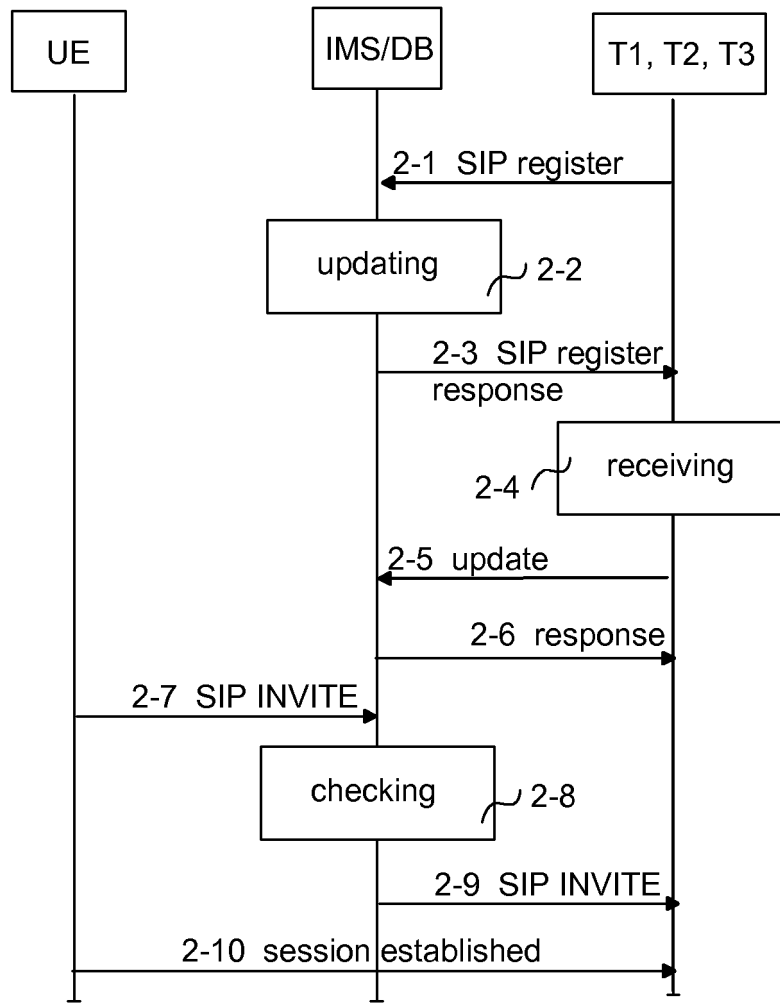 UE
IMS/DB
T1, T2, T3
2-1 SIP register
updating
2-2
2-3 SIP register
response
receiving
2-4
2-5 update
2-6 response
2-7 SIP INVITE
checking
2-8
2-9 SIP INVITE
2-10 session established